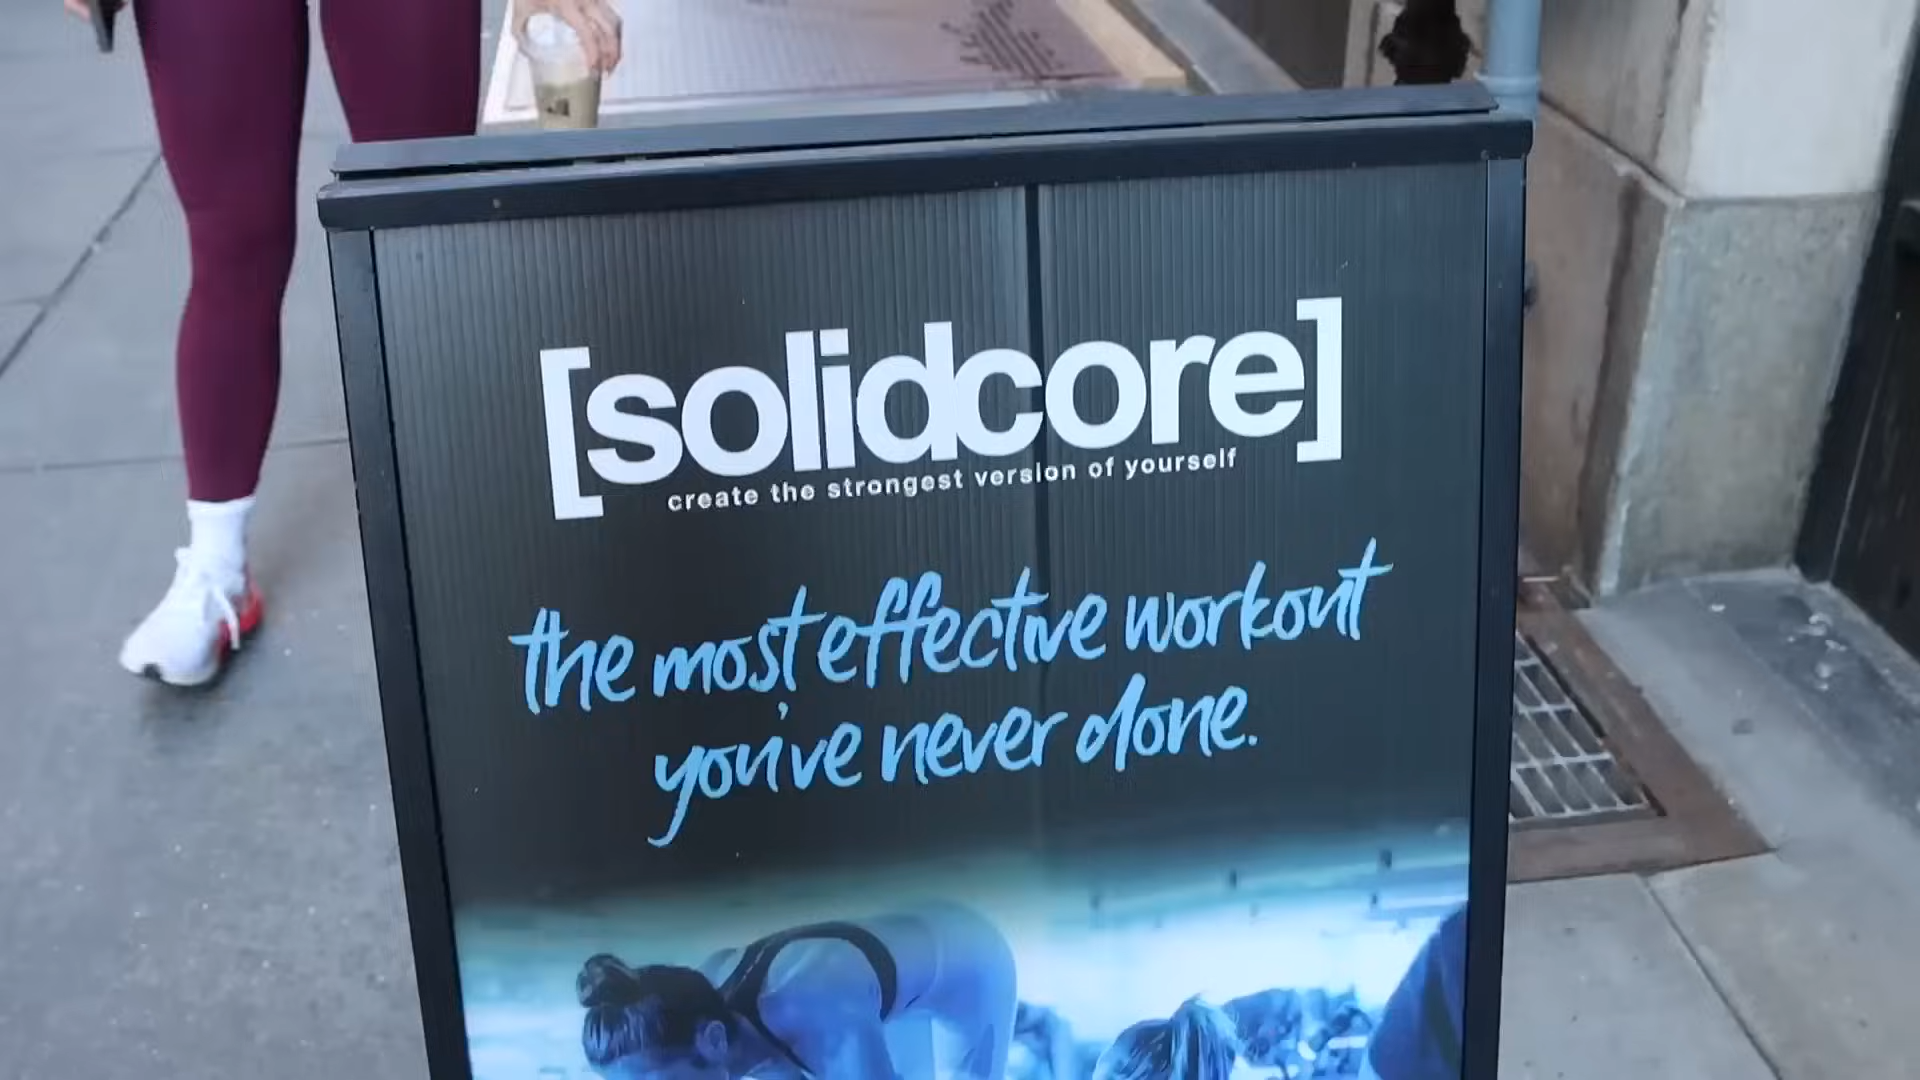 [solidcore]
create the strongest version of yourself
the most effective workout
you've never done.